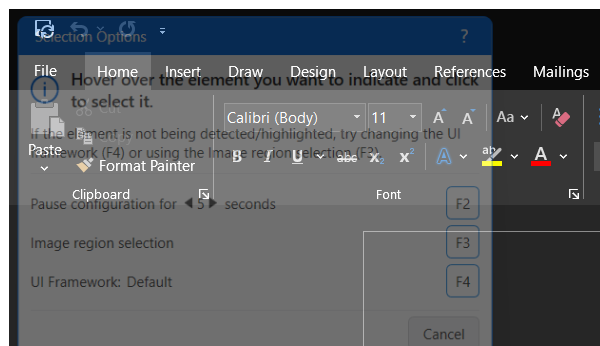 Selection Options ?
File Home Insert Draw Design Layout References Mailings
Hover over the element you want to indicate and click
to select it.
Cut
Calibri (Body) 11 A A Aa A
If the element is not being detected/highlighted, try changing the UI
Copy
framework (F4) or using the Image region selection (F3)
Paste B I U abc x2 x2 A ab A
Format Painter
Clipboard Font
Pause configuration for 5 seconds F2
Image region selection F3
UI Framework: Default F4
Cancel